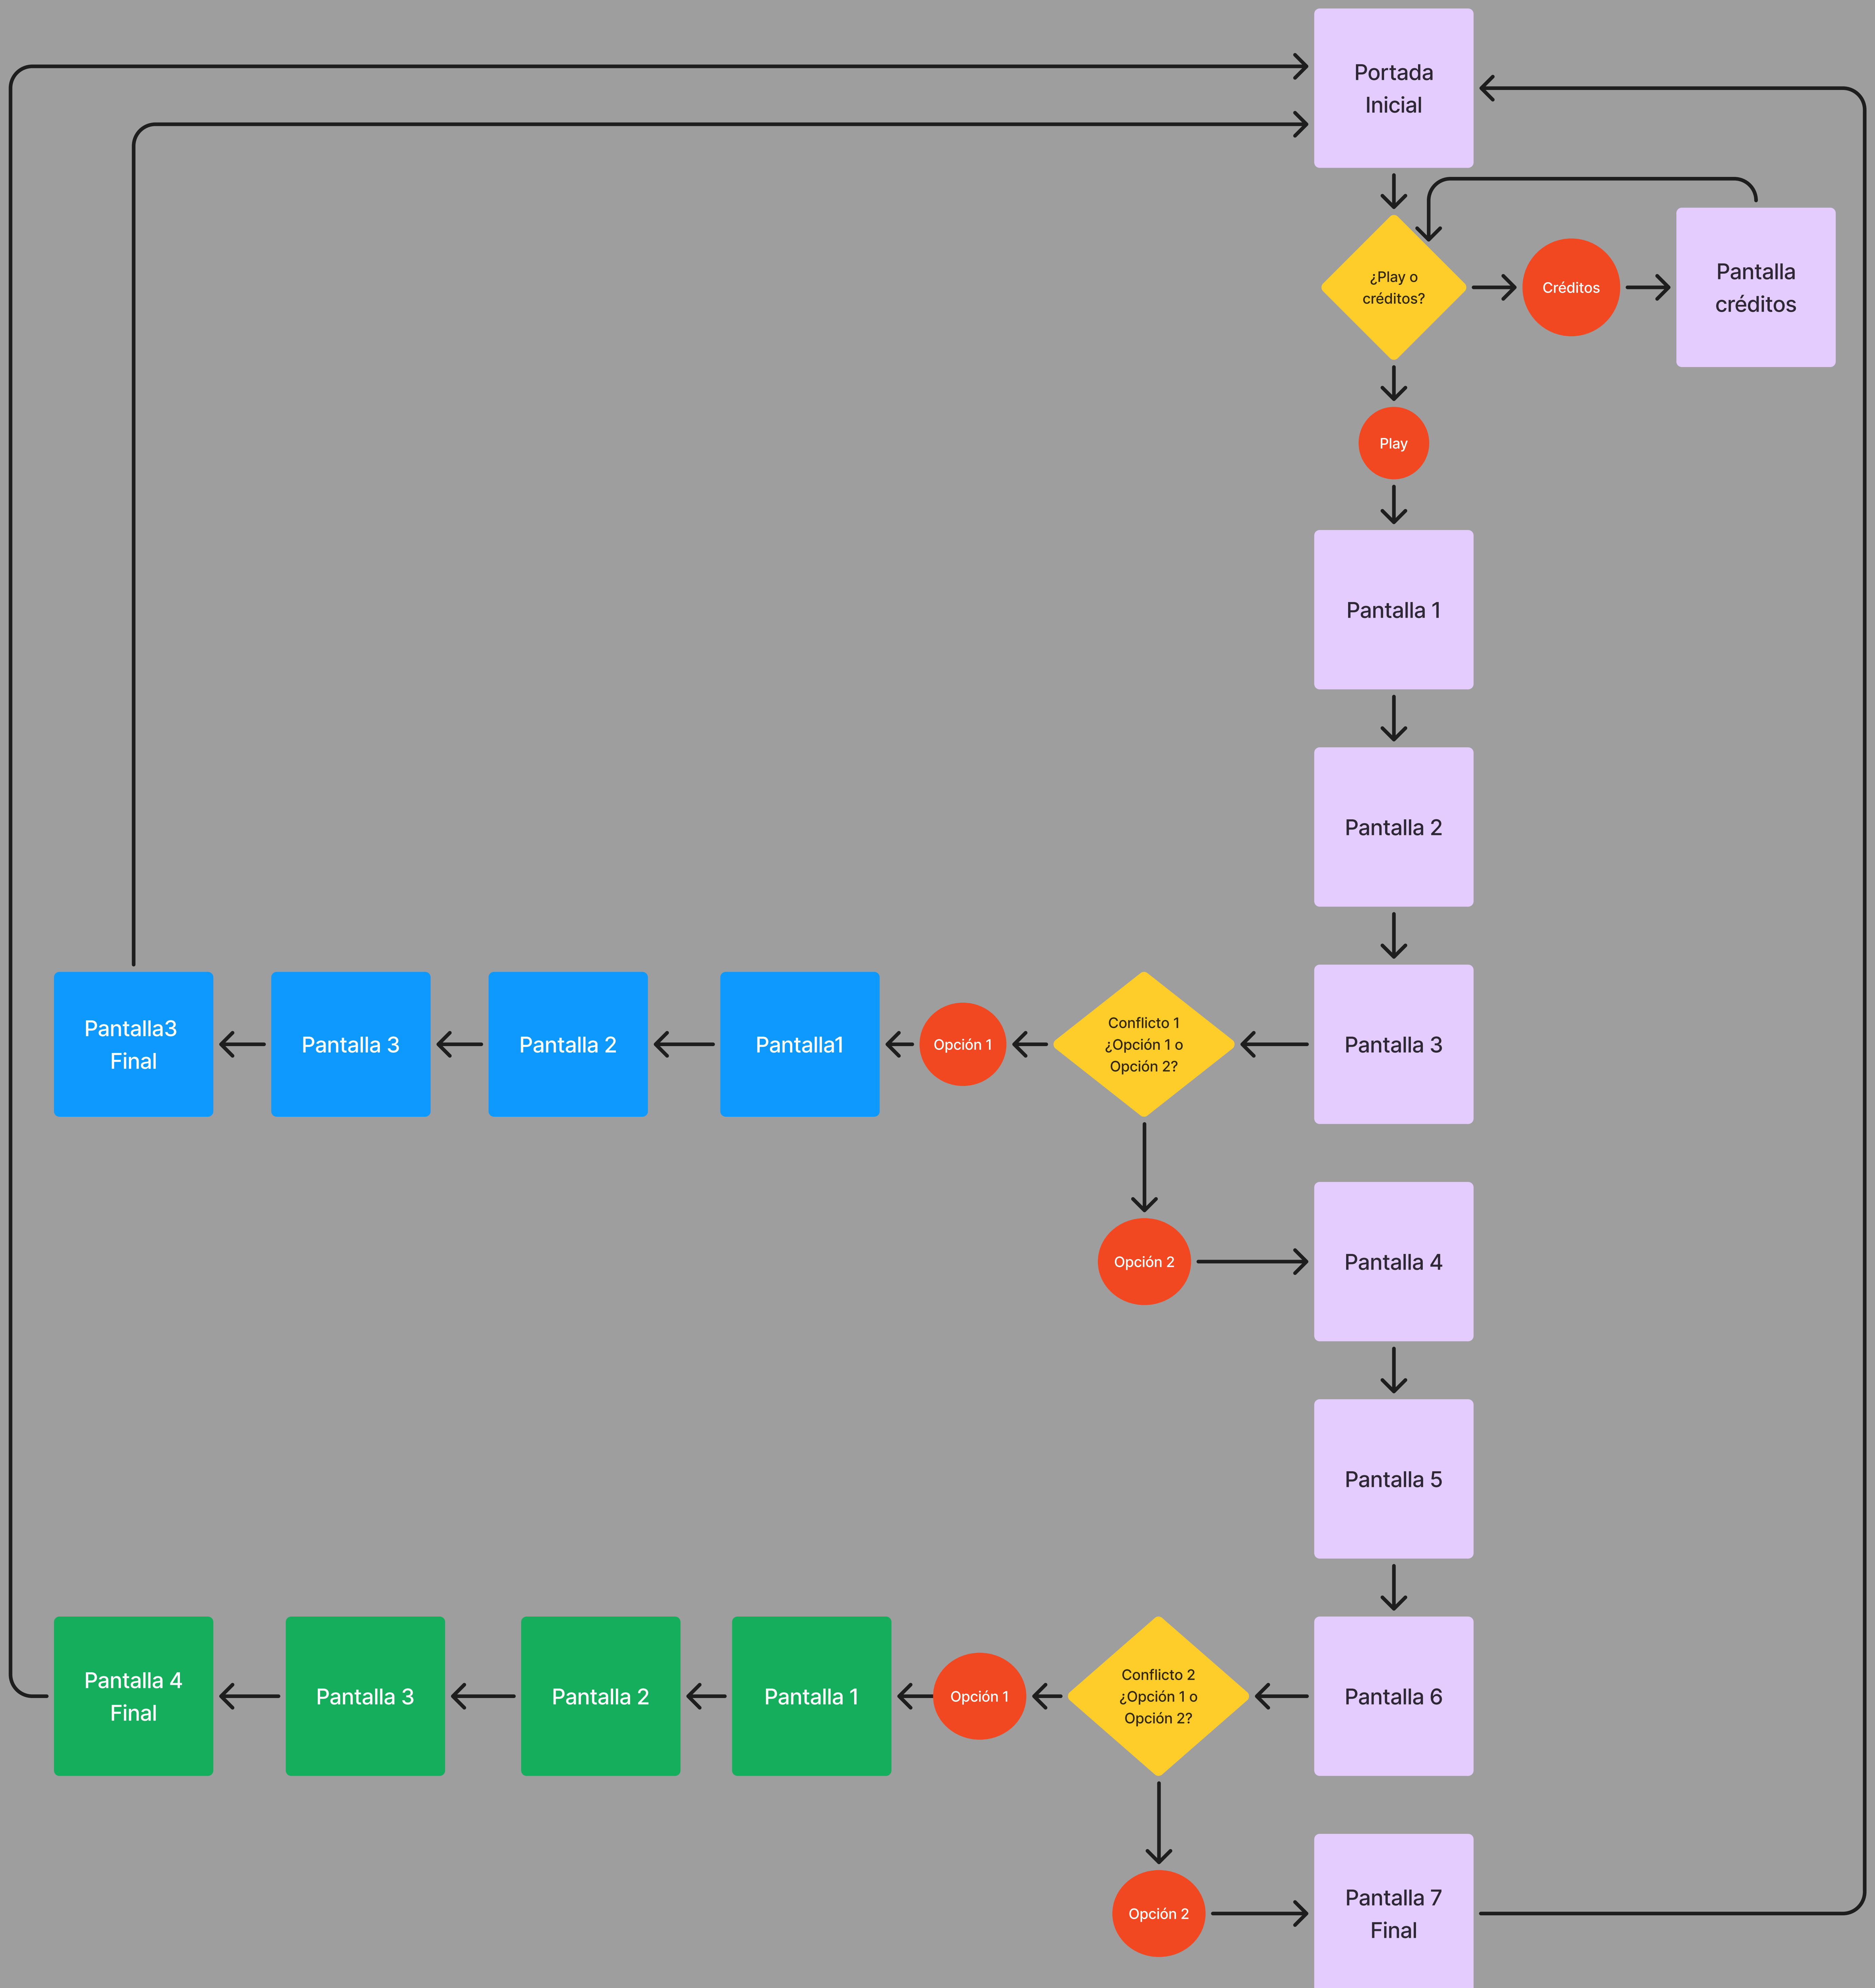 Portada
Inicial
¿Play o
créditos?
Créditos
Pantalla
créditos
Play
Pantalla 1
Pantalla 2
Pantalla3
Final
Pantalla 3
Pantalla 2
Pantalla1
Opción 1
Conflicto 1
¿Opción 1 o
Opción 2?
Pantalla 3
Opción 2
Pantalla 4
Pantalla 5
Pantalla 4
Final
Pantalla 3
Pantalla 2
Pantalla 1
Opción 1
Conflicto 2
¿Opción 1 o
Opción 2?
Pantalla 6
Opción 2
Pantalla 7
Final